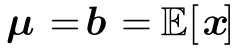 𝝁 = 𝒃 = 𝔼[𝒙]